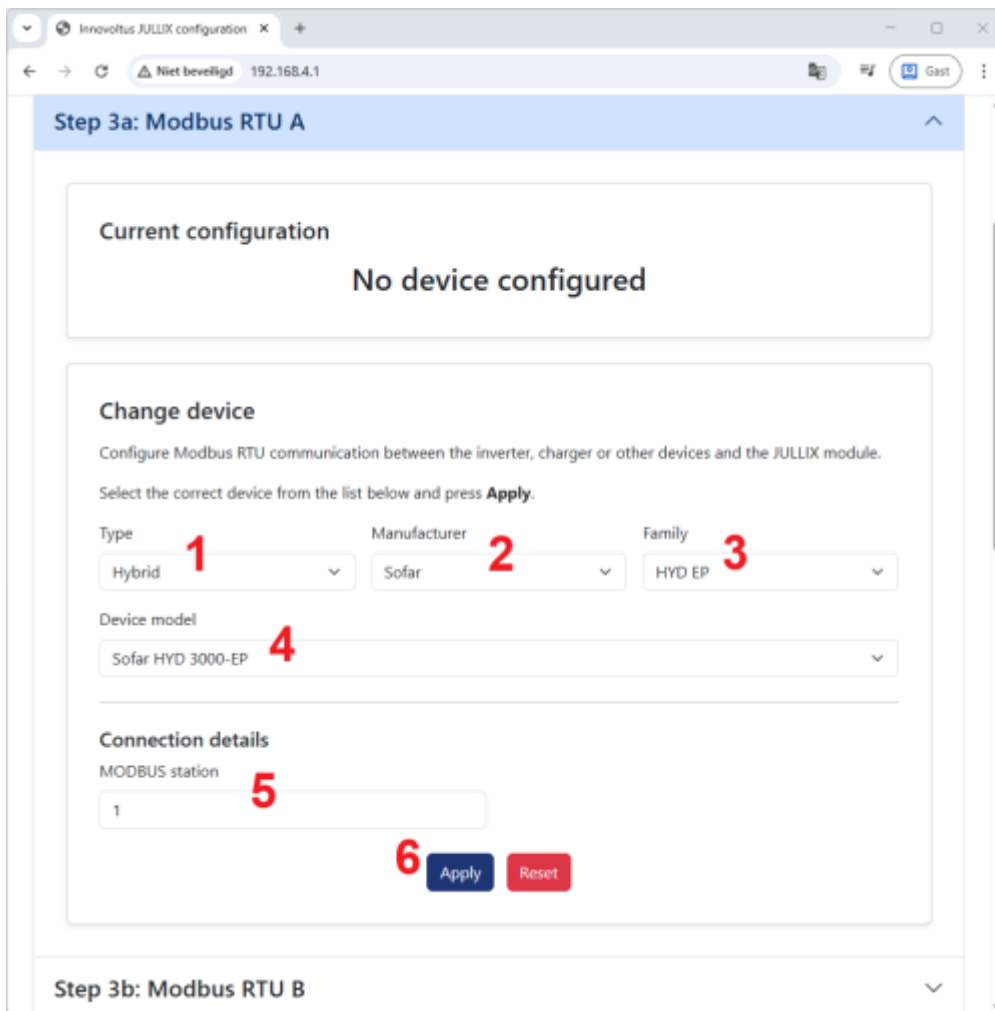 Innovoltus JULLIX configuration
Niet beveiligd 192.168.4.1 Gast
Step 3a: Modbus RTU A
Current configuration
No device configured
Change device
Configure Modbus RTU communication between the inverter, charger or other devices and the JULLIX module.
Select the correct device from the list below and press Apply.
Type Manufacturer Family
1 2 3
Hybrid Sofar HYD EP
Device model
4
Sofar HYD 3000-EP
Connection details
MODBUS station
5
1
6 Apply Reset
Step 3b: Modbus RTU B